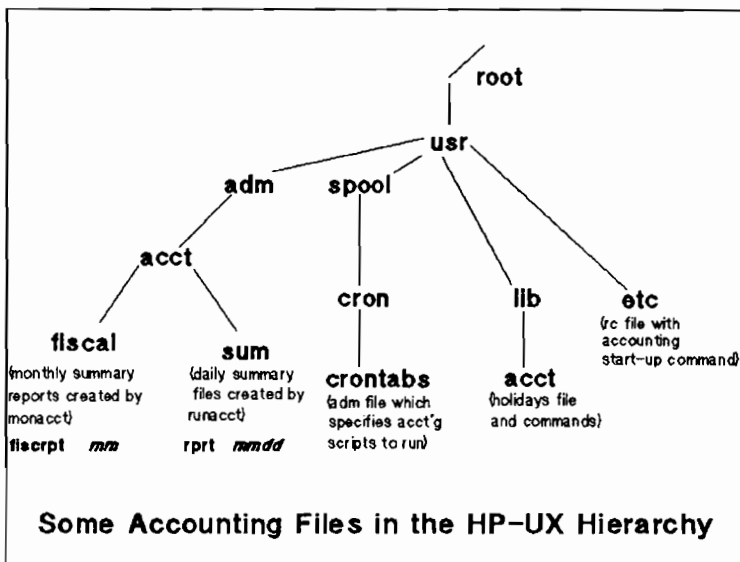 root
usr
adm
spool
acct
cron
lib
etc
{rc file with
accounting
start-up command}
fiscal
{monthly summary
reports created by
monacct}
fiscrpt mm
sum
{daily summary
files created by
runacct}
rprt mmdd
crontabs
{adm file which
specifies acct'g
scripts to run}
acct
{holidays file
and commands}
Some Accounting Files in the HP-UX Hierarchy